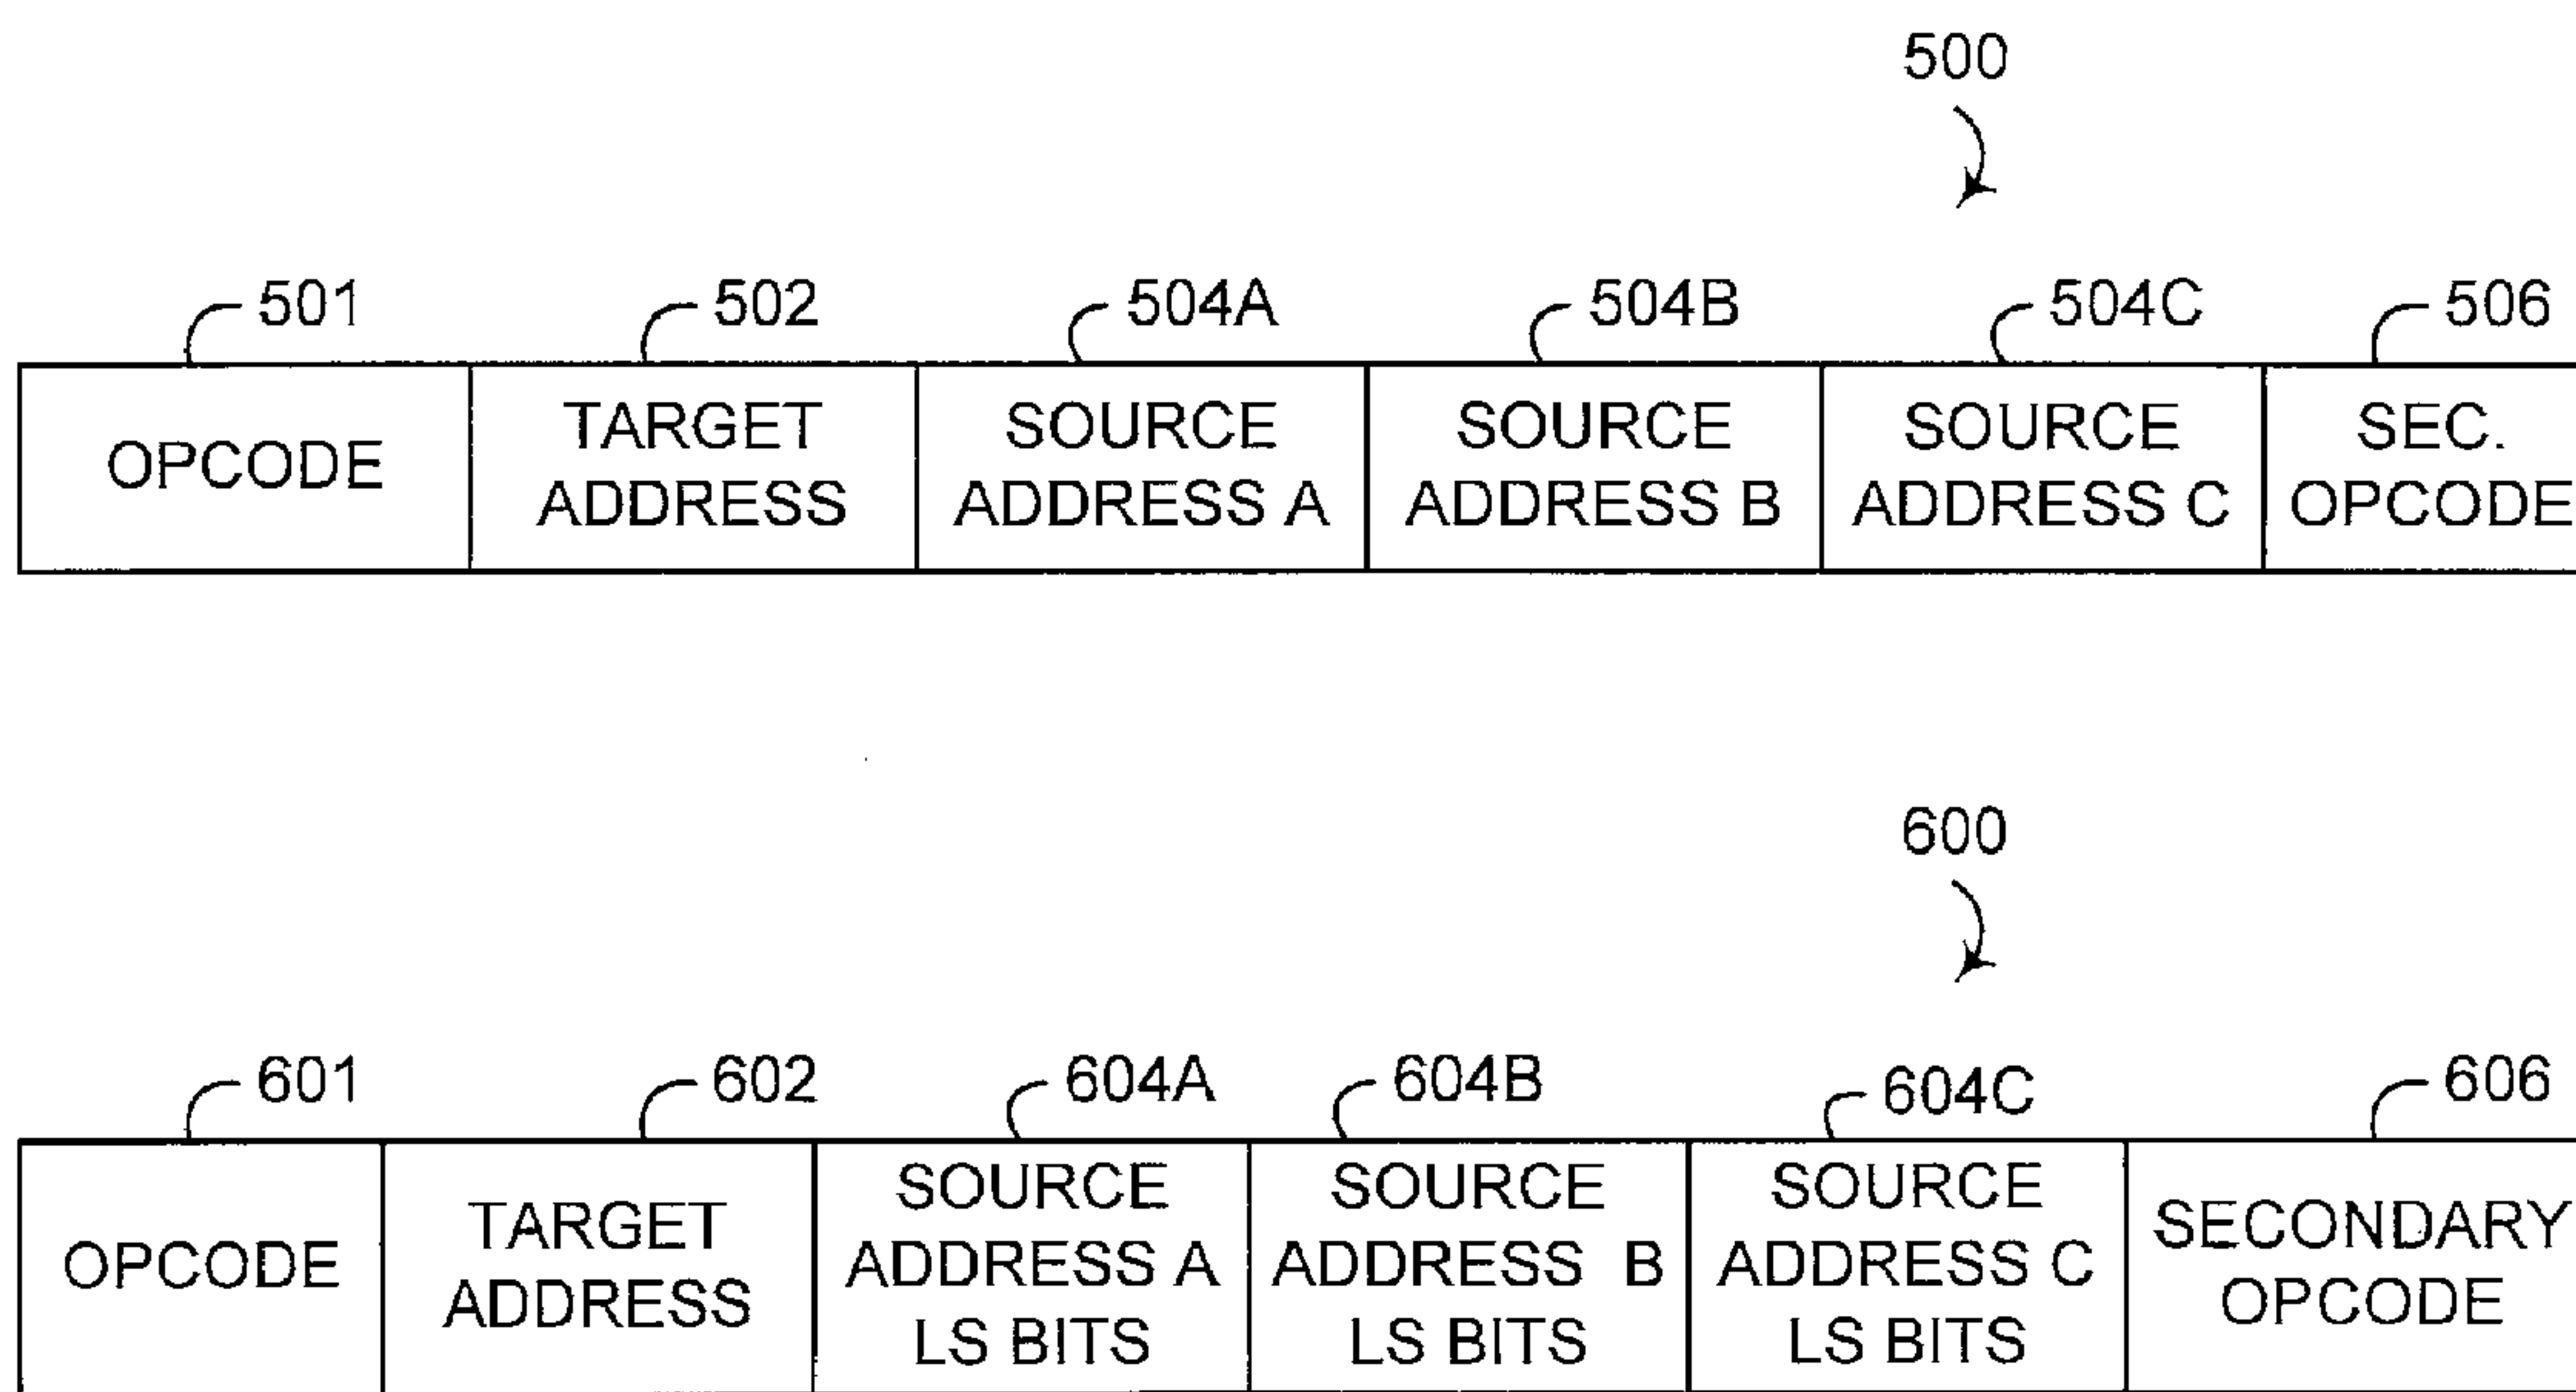 500
501 502 504A 504B 504C 506
OPCODE
TARGET
ADDRESS
SOURCE
ADDRESS A
SOURCE
ADDRESS B
SOURCE
ADDRESS C
SEC.
OPCODE
600
601 602 604A 604B 604C 606
OPCODE
TARGET
ADDRESS
SOURCE
ADDRESS A
LS BITS
SOURCE
ADDRESS B
LS BITS
SOURCE
ADDRESS C
LS BITS
SECONDARY
OPCODE